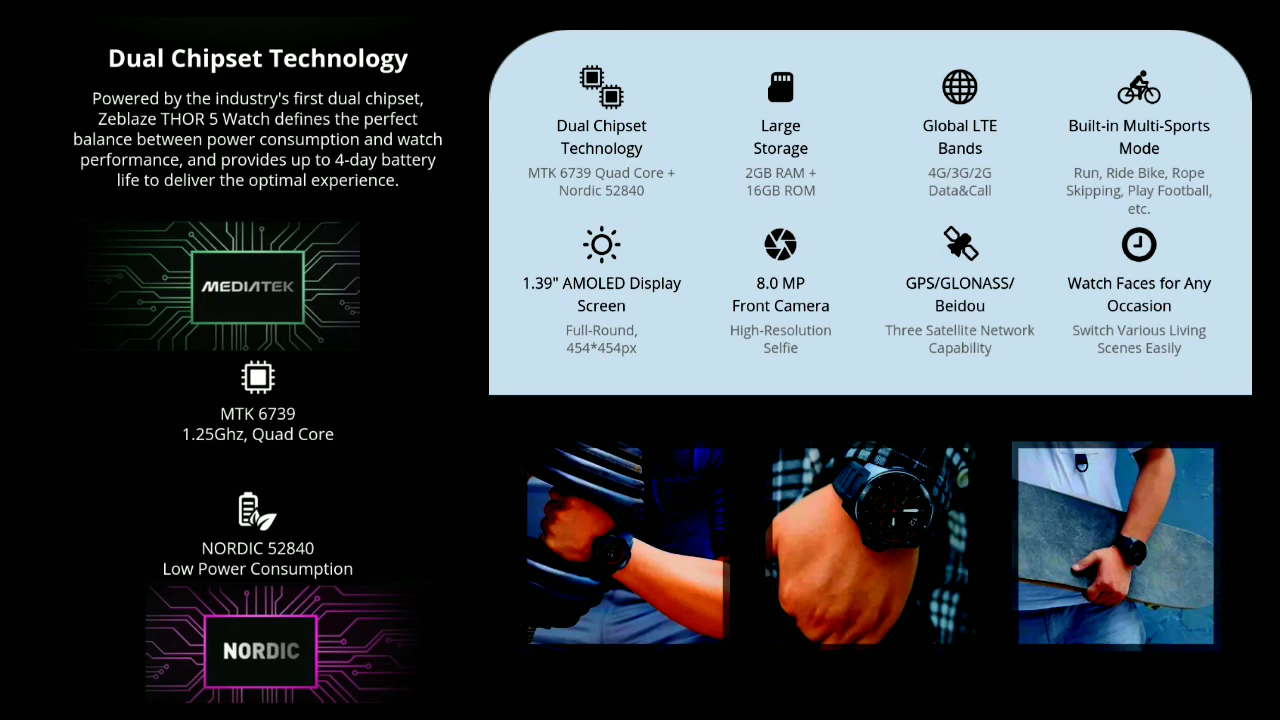 Dual Chipset Technology
Powered by the industry's first dual chipset,
Zeblaze THOR 5 Watch defines the perfect
balance between power consumption and watch
performance, and provides up to 4-day battery
life to deliver the optimal experience.
MEDIATEK
MTK 6739
1.25Ghz, Quad Core
NORDIC 52840
Low Power Consumption
NORDIC
Dual Chipset
Technology
MTK 6739 Quad Core +
Nordic 52840
Large
Storage
2GB RAM +
16GB ROM
Global LTE
Bands
4G/3G/2G
Data&Call
Built-in Multi-Sports
Mode
Run, Ride Bike, Rope
Skipping, Play Football,
etc.
1.39" AMOLED Display
Screen
Full-Round,
454*454px
8.0 MP
Front Camera
High-Resolution
Selfie
GPS/GLONASS/
Beidou
Three Satellite Network
Capability
Watch Faces for Any
Occasion
Switch Various Living
Scenes Easily